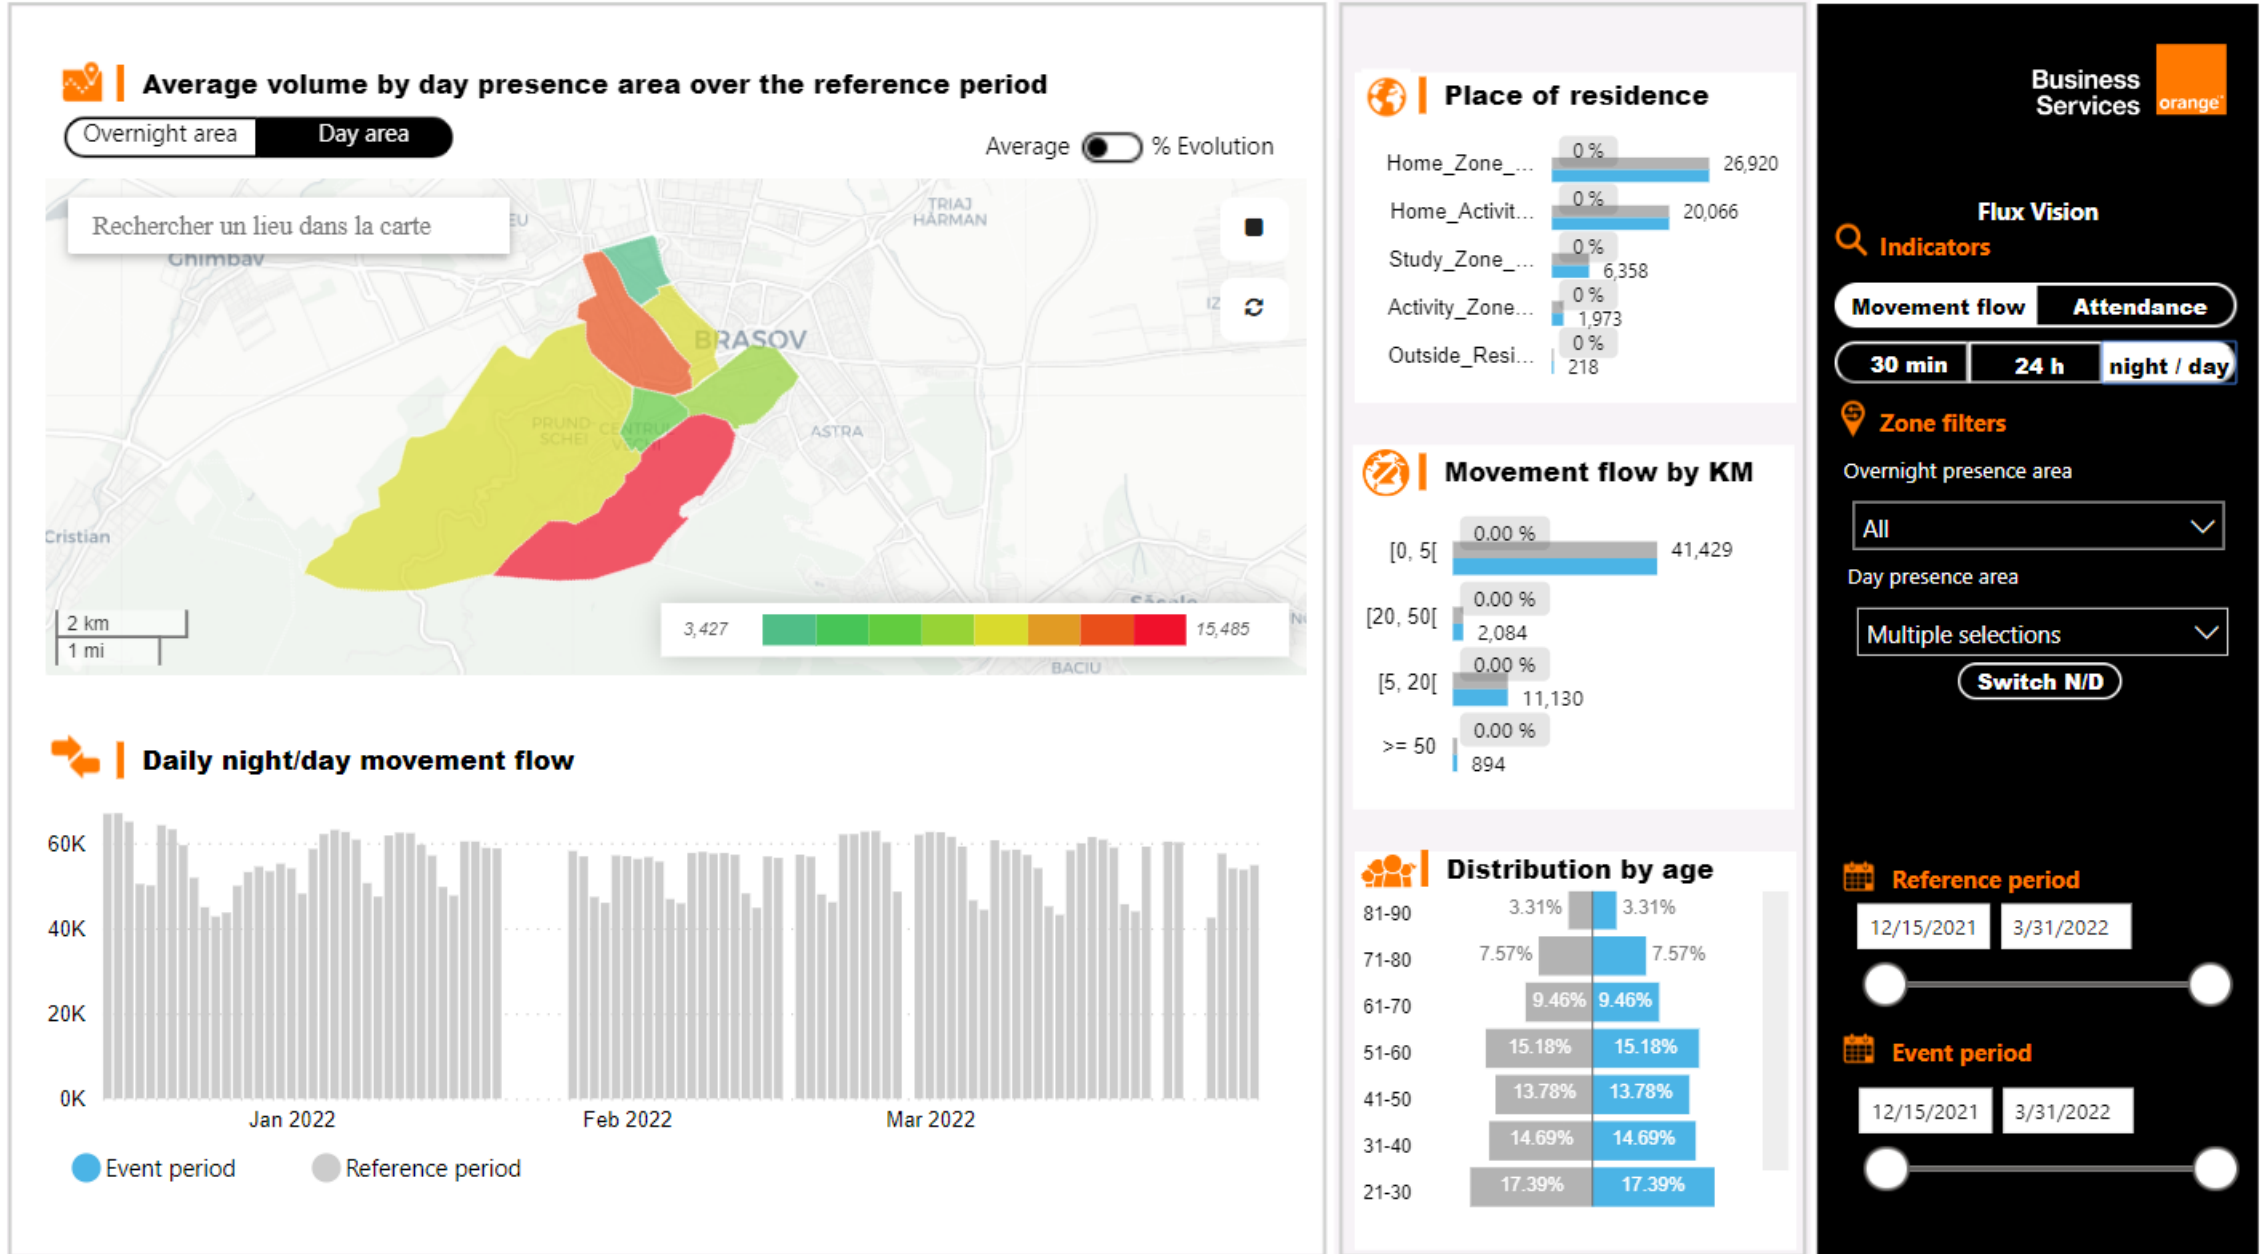 Average volume by day presence area over the reference period
Overnight area
Day area
Average
% Evolution
Rechercher un lieu dans la carte
Ghimbav
TRIAJ
HĂRMAN
BRASOV
PRUND-
SCHEI
CENTRUL
VECHI
ASTRA
Cristian
Săcele
BACIU
2 km
1 mi
3,427
15,485
Daily night/day movement flow
60K
40K
20K
0K
Jan 2022
Feb 2022
Mar 2022
Event period
Reference period
Place of residence
Home_Zone_...
0 %
26,920
Home_Activit...
0 %
20,066
Study_Zone_...
0 %
6,358
Activity_Zone...
0 %
1,973
Outside_Resi...
0 %
218
Movement flow by KM
[0, 5[
0.00 %
41,429
[20, 50[
0.00 %
2,084
[5, 20[
0.00 %
11,130
>= 50
0.00 %
894
Distribution by age
81-90
3.31%
3.31%
71-80
7.57%
7.57%
61-70
9.46%
9.46%
51-60
15.18%
15.18%
41-50
13.78%
13.78%
31-40
14.69%
14.69%
21-30
17.39%
17.39%
Business
Services
orange™
Flux Vision
Indicators
Movement flow
Attendance
30 min
24 h
night / day
Zone filters
Overnight presence area
All
Day presence area
Multiple selections
Switch N/D
Reference period
12/15/2021
3/31/2022
Event period
12/15/2021
3/31/2022